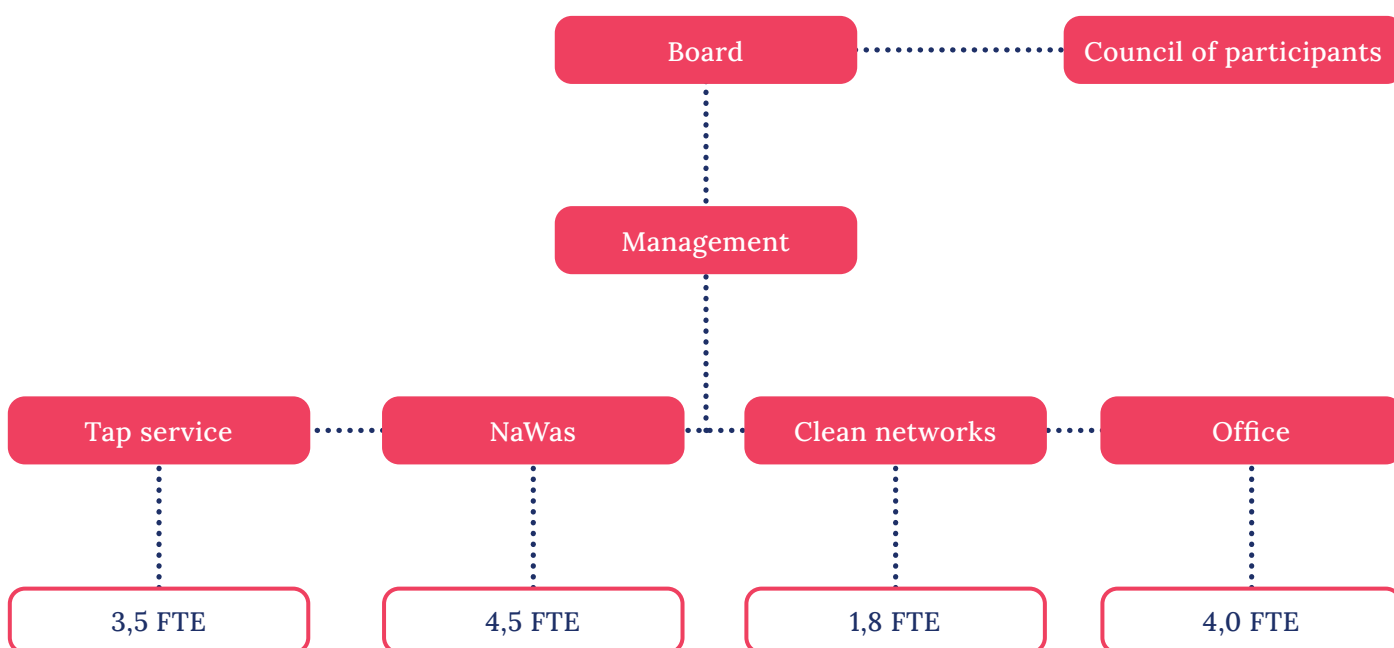 Board
Council of participants
Management
Tap service
NaWas
Clean networks
Office
3,5 FTE
4,5 FTE
1,8 FTE
4,0 FTE